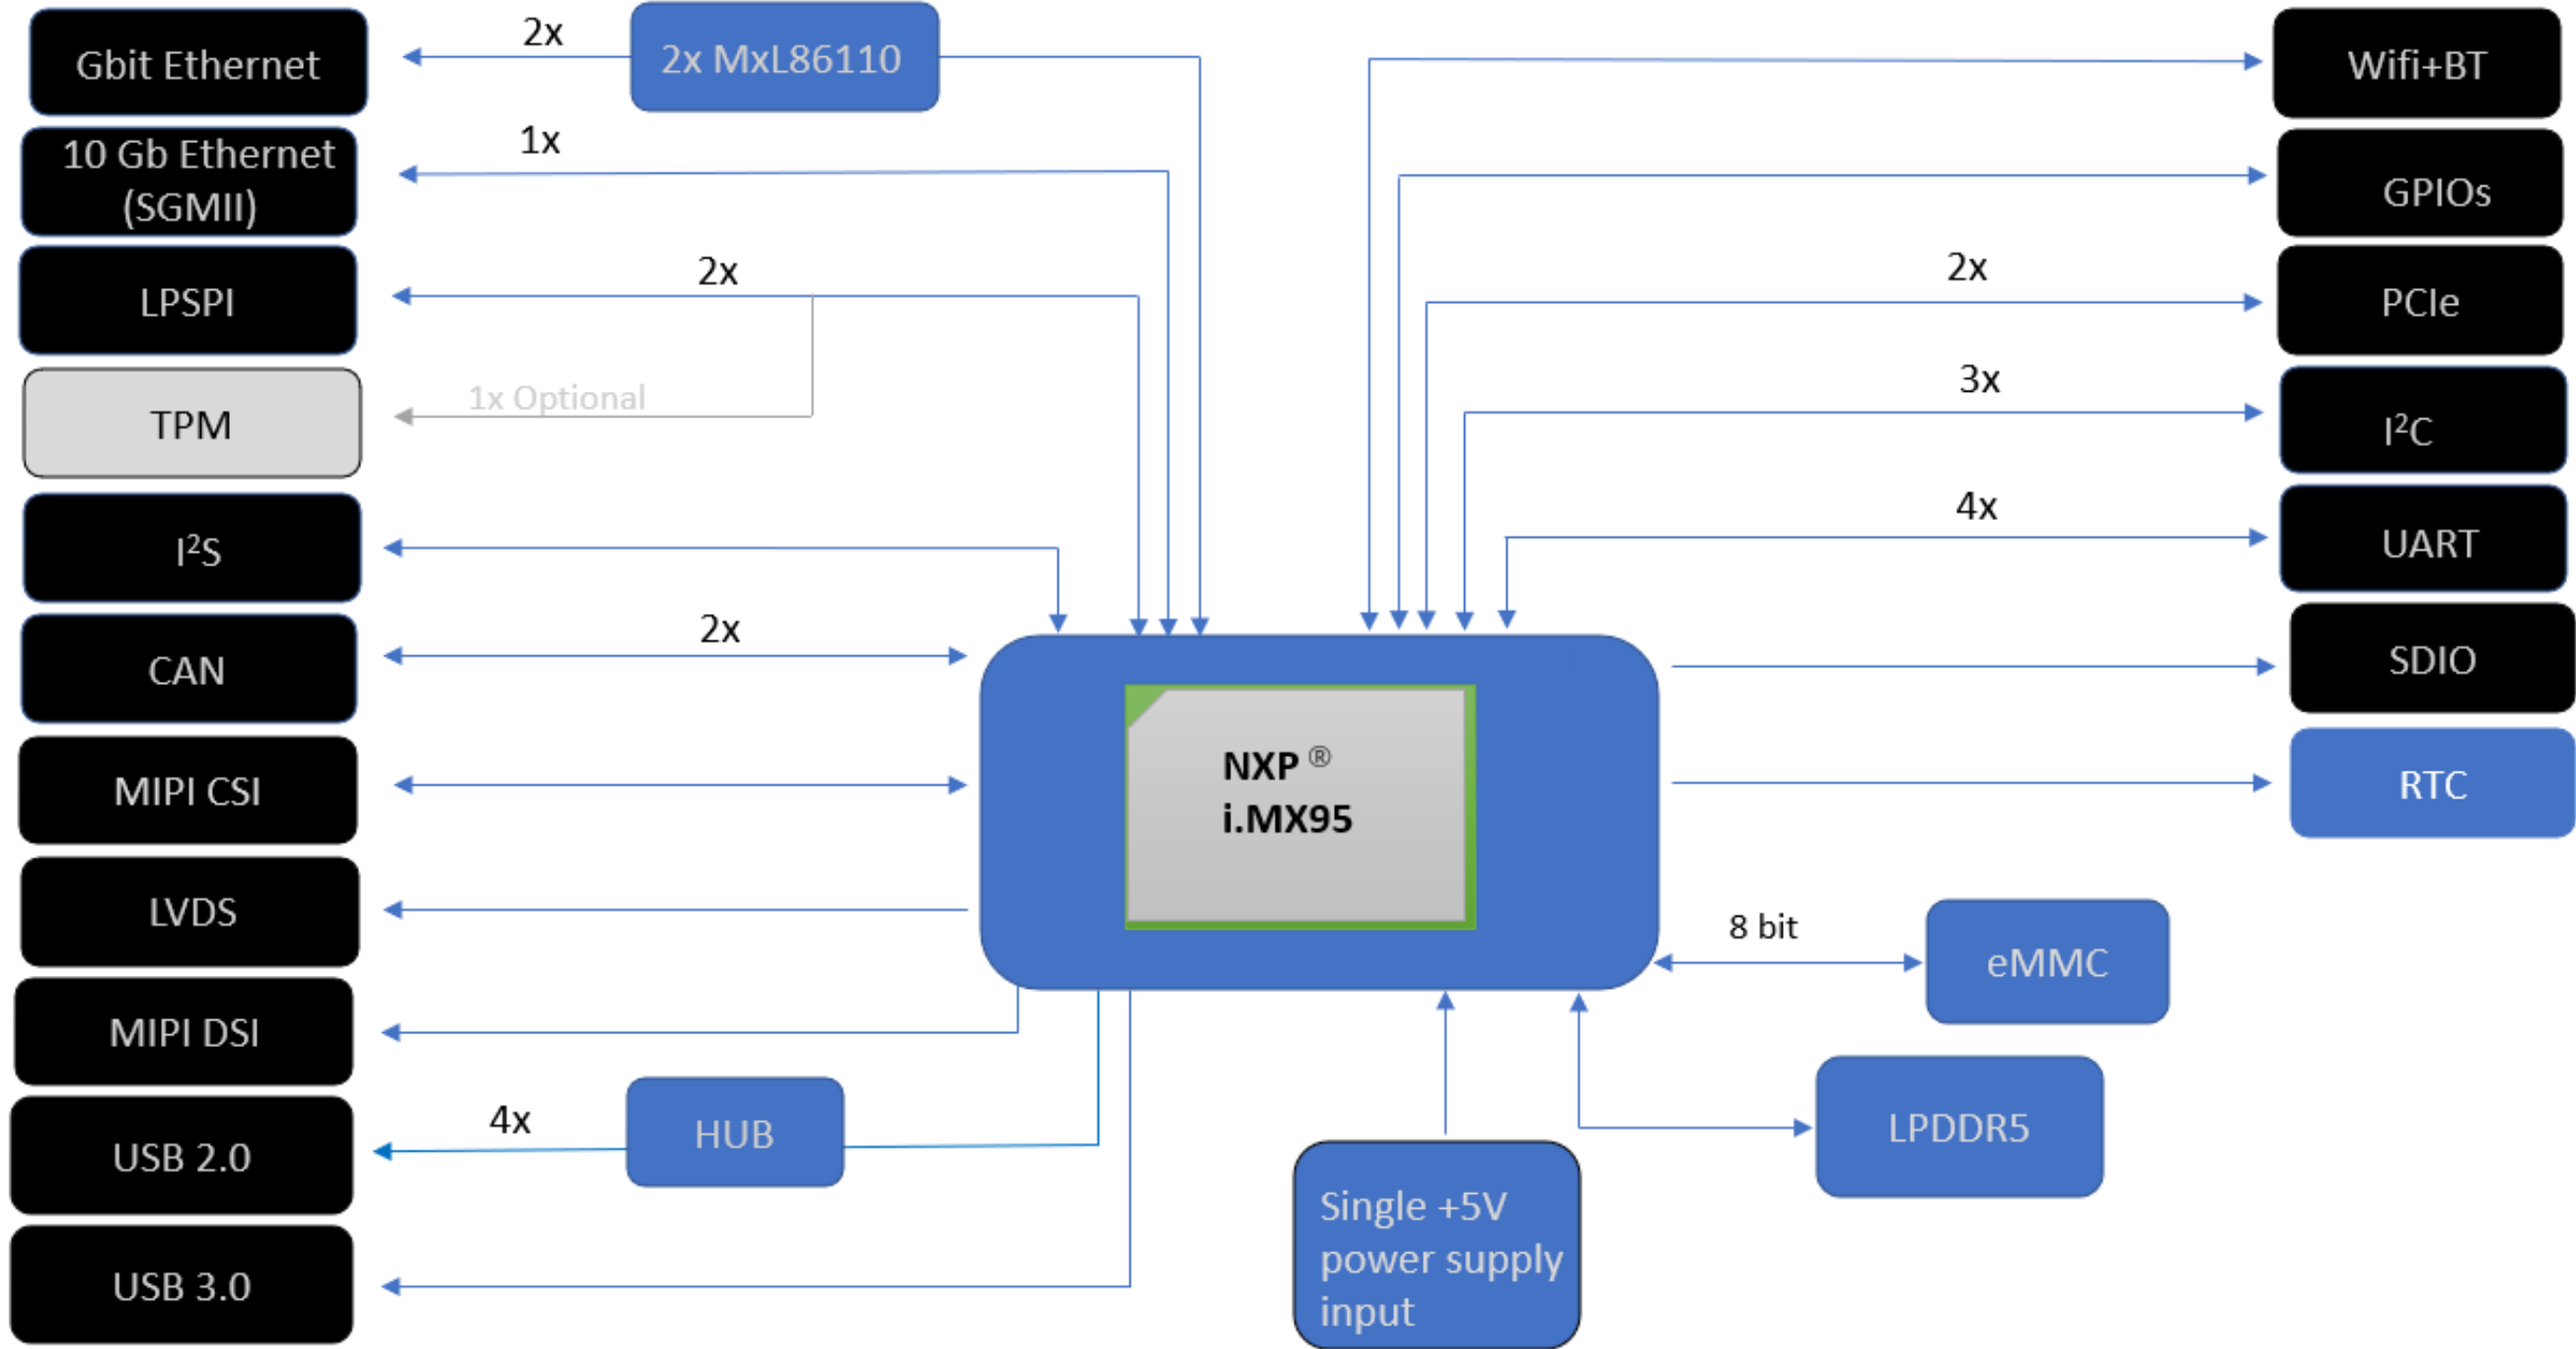 Gbit Ethernet
2x
2x MxL86110
Wifi+BT
10 Gb Ethernet
(SGMII)
1x
GPIOs
LPSPI
2x
2x
PCIe
TPM
1x Optional
3x
I²C
I²S
4x
UART
CAN
2x
SDIO
MIPI CSI
NXP ®
i.MX95
RTC
LVDS
8 bit
eMMC
MIPI DSI
USB 2.0
4x
HUB
LPDDR5
USB 3.0
Single +5V
power supply
input